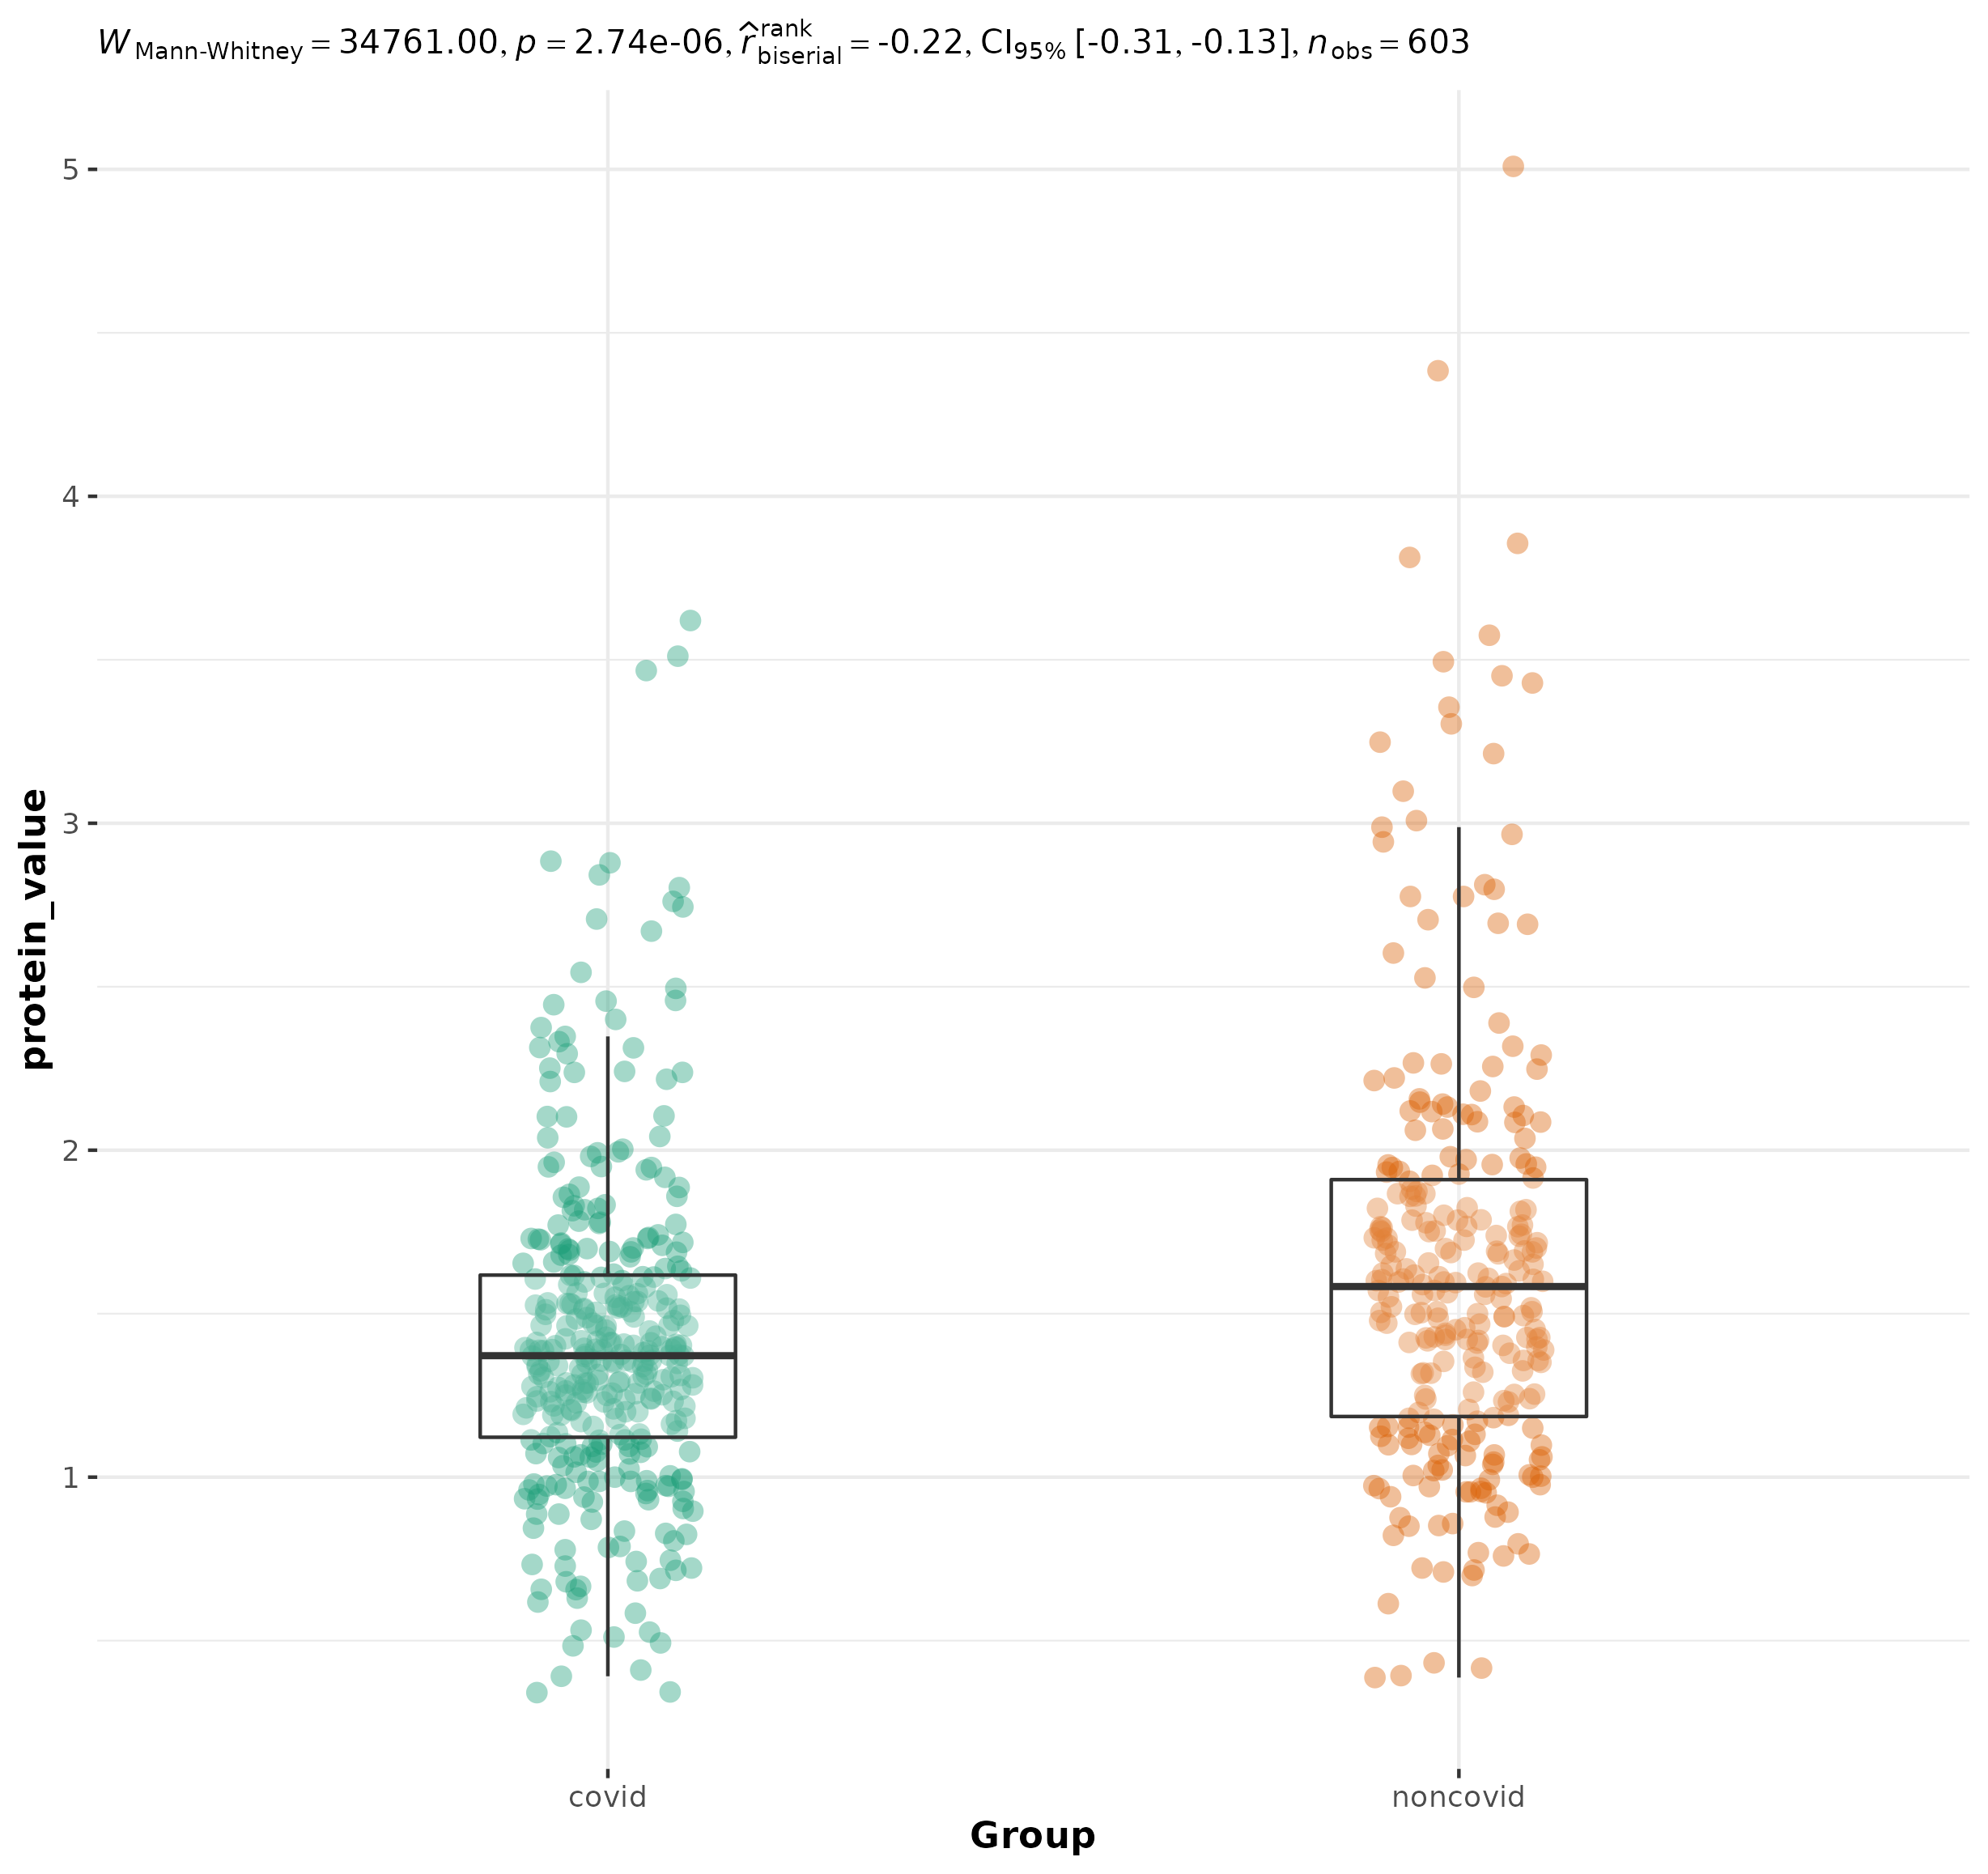 W Mann-Whitney = 34761.00, p = 2.74e-06, r̂ rank biserial = -0.22, CI95% [-0.31, -0.13], n obs = 603
5
4
3
2
1
protein_value
covid
noncovid
Group